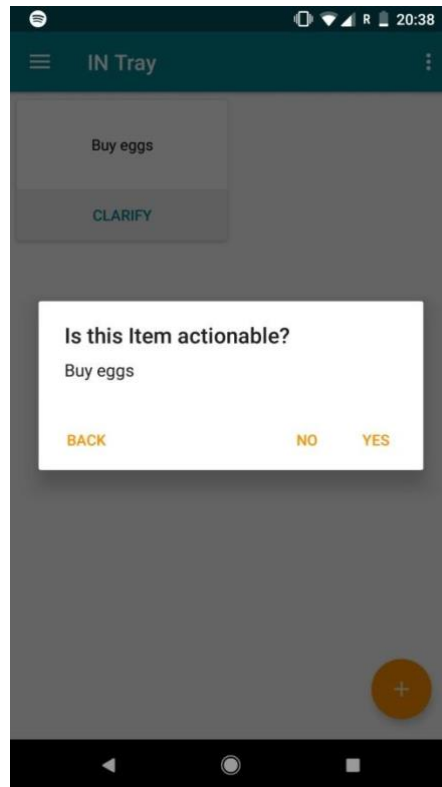 R 20:38
IN Tray
Buy eggs
CLARIFY
Is this Item actionable?
Buy eggs
BACK NO YES
+